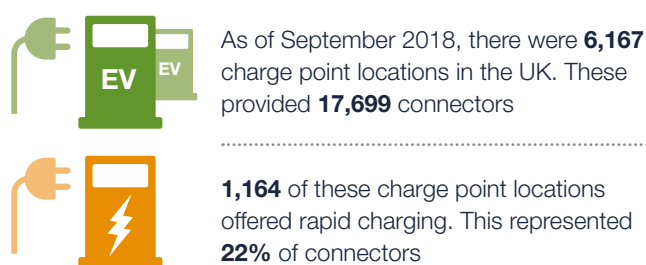 EV
EV
As of September 2018, there were 6,167
charge point locations in the UK. These
provided 17,699 connectors
1,164 of these charge point locations
offered rapid charging. This represented
22% of connectors